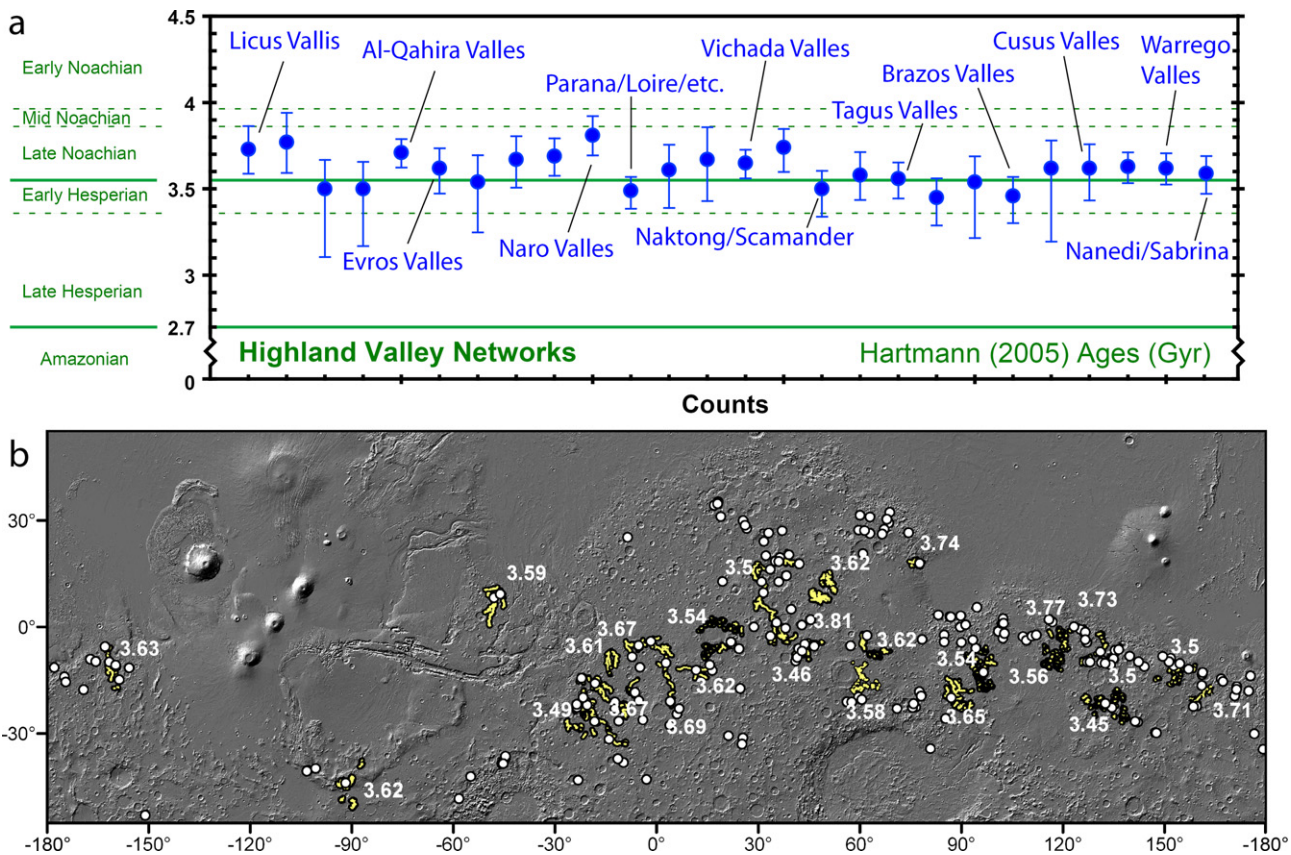 a
4.5
4
3.5
3
2.7
0
Early Noachian
Mid Noachian
Late Noachian
Early Hesperian
Late Hesperian
Amazonian
Licus Vallis
Al-Qahira Valles
Evros Valles
Naro Valles
Parana/Loire/etc.
Vichada Valles
Naktong/Scamander
Tagus Valles
Brazos Valles
Cusus Valles
Warrego
Valles
Nanedi/Sabrina
Highland Valley Networks
Hartmann (2005) Ages (Gyr)
Counts
b
30°
0°
-30°
3.63
3.62
3.59
3.49
3.61
3.67
3.67
3.69
3.54
3.62
3.5
3.62
3.81
3.46
3.74
3.62
3.58
3.54
3.65
3.77
3.73
3.56
3.5
3.45
3.5
3.71
-180°
-150°
-120°
-90°
-60°
-30°
0°
30°
60°
90°
120°
150°
-180°